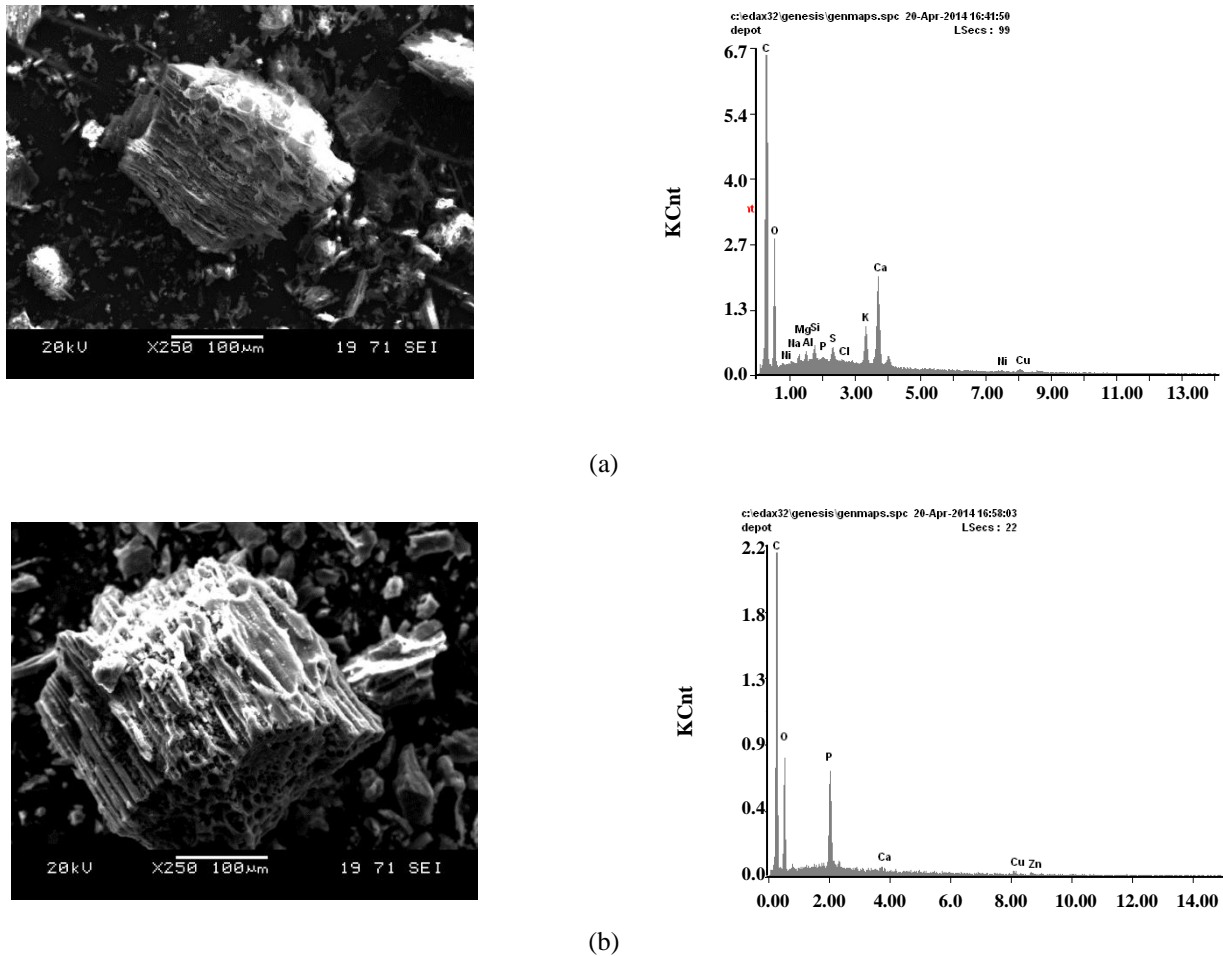 c:\edax32\genesis\genmaps.spc 20-Apr-2014 16:41:50
depot LSecs : 99
6.7
5.4
4.0
2.7
1.3
0.0
KCnt
nt
C
O
Ni
Na
Mg
Al
Si
P
S
Cl
K
Ca
Ni
Cu
1.00 3.00 5.00 7.00 9.00 11.00 13.00
20kV X250 100μm 19 71 SEI
(a)
c:\edax32\genesis\genmaps.spc 20-Apr-2014 16:58:03
depot LSecs : 22
2.2
1.8
1.3
0.9
0.4
0.0
KCnt
C
O
P
Ca
Cu
Zn
0.00 2.00 4.00 6.0 8.00 10.00 12.00 14.00
20kV X250 100μm 19 71 SEI
(b)